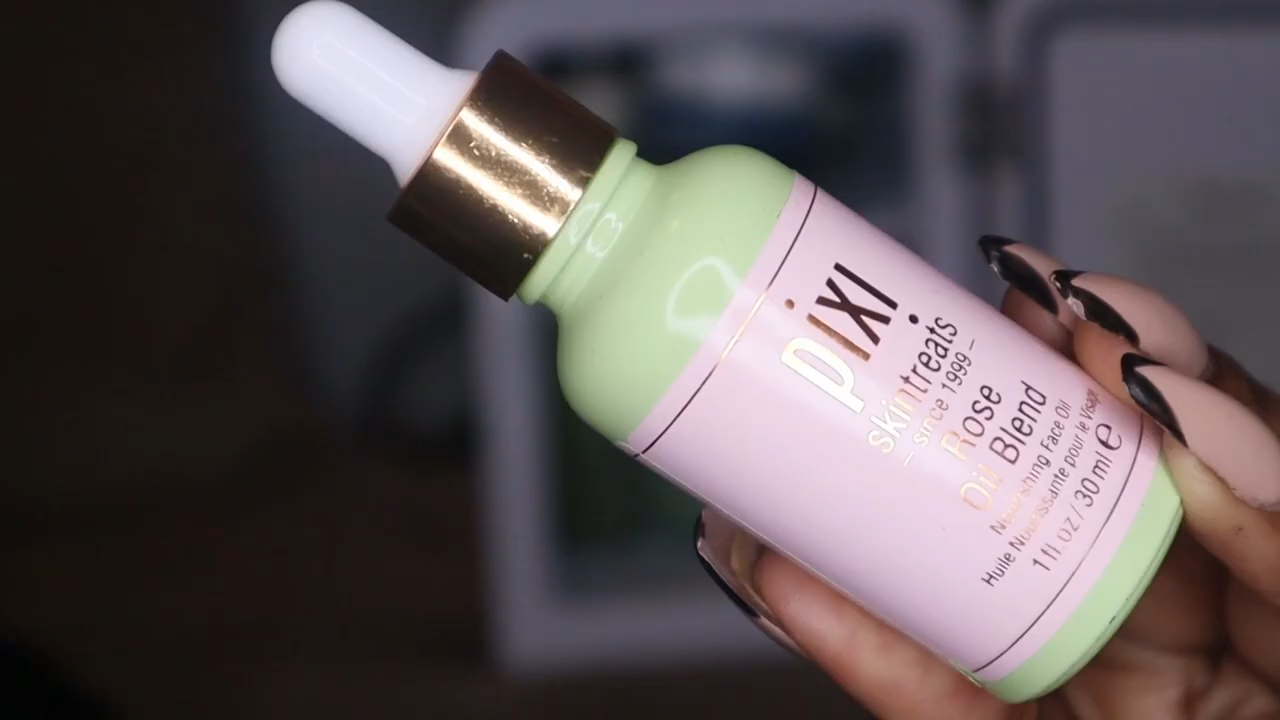 pixi
skintreats
– since 1999 –
Rose
Oil Blend
Nourishing Face Oil
Huile Nourissante pour le Visage
1 fl.oz / 30 ml ℮